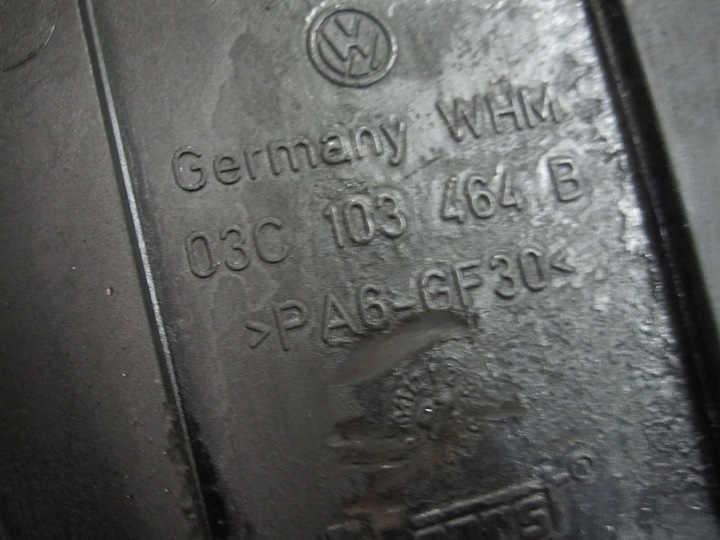 Germany WHM
03C 103 464 B
>PA6-GF30<